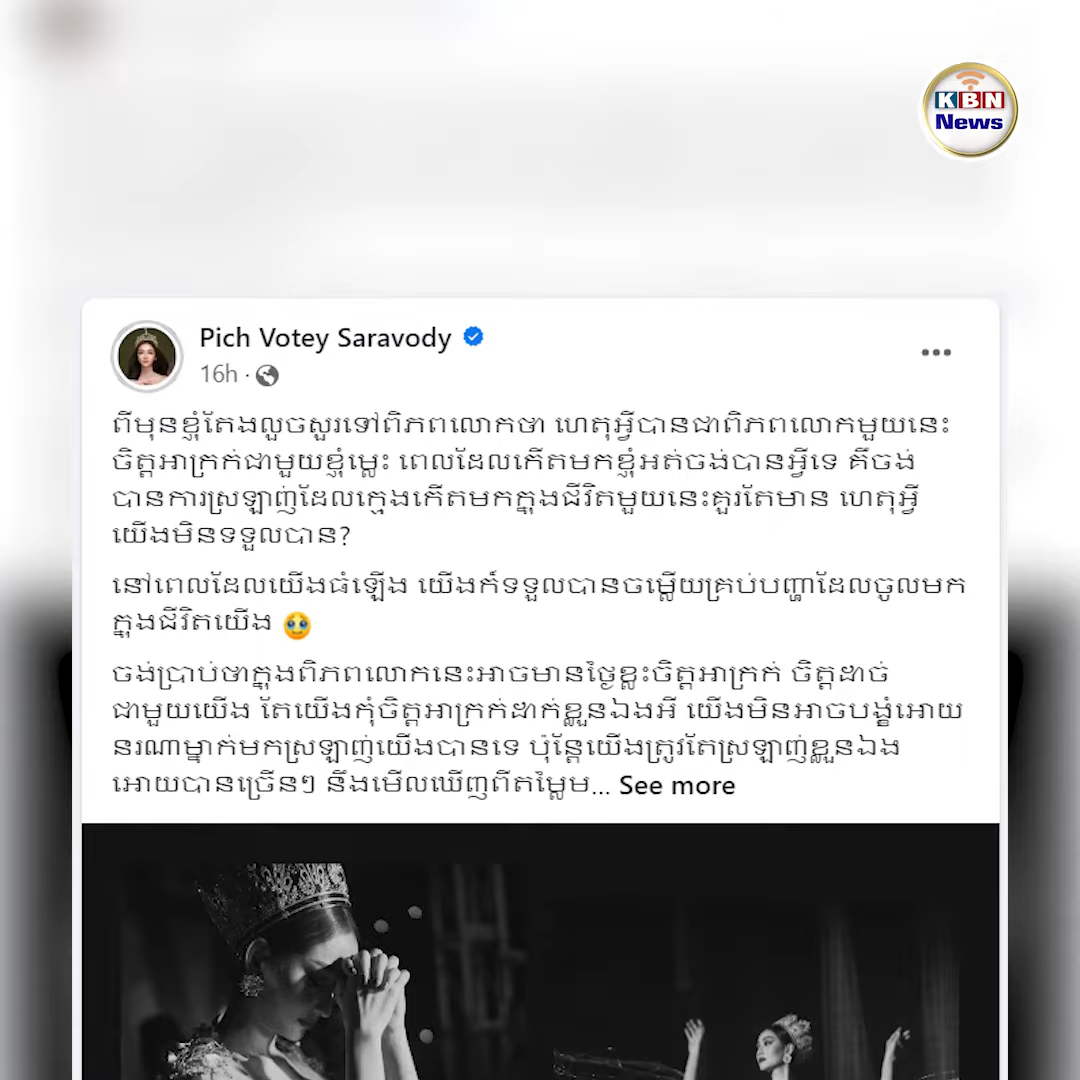 KBN
News
Pich Votey Saravody
16h ·
ពីមុនខ្ញុំតែងលួចសួរទៅពិភពលោកថា ហេតុអ្វីបានជាពិភពលោកមួយនេះ
ចិត្តអាក្រក់ជាមួយខ្ញុំម្លេះ ពេលដែលកើតមកខ្ញុំអត់ចង់បានអ្វីទេ គឺចង់
បានការស្រឡាញ់ដែលក្មេងកើតមកក្នុងជីវិតមួយនេះគួរតែមាន ហេតុអ្វី
យើងមិនទទួលបាន?
នៅពេលដែលយើងធំឡើង យើងក៍ទទួលបានចម្លើយគ្រប់បញ្ហាដែលចូលមក
ក្នុងជីវិតយើង 🥹
ចង់ប្រាប់ថាក្នុងពិភពលោកនេះអាចមានថ្ងៃខ្លះចិត្តអាក្រក់ ចិត្តដាច់
ជាមួយយើង តែយើងកុំចិត្តអាក្រក់ដាក់ខ្លួនឯងអី យើងមិនអាចបង្ខំអោយ
នរណាម្នាក់មកស្រឡាញ់យើងបានទេ ប៉ុន្តែយើងត្រូវតែស្រឡាញ់ខ្លួនឯង
អោយបានច្រើនៗ នឹងមើលឃើញពីតម្លៃម... See more